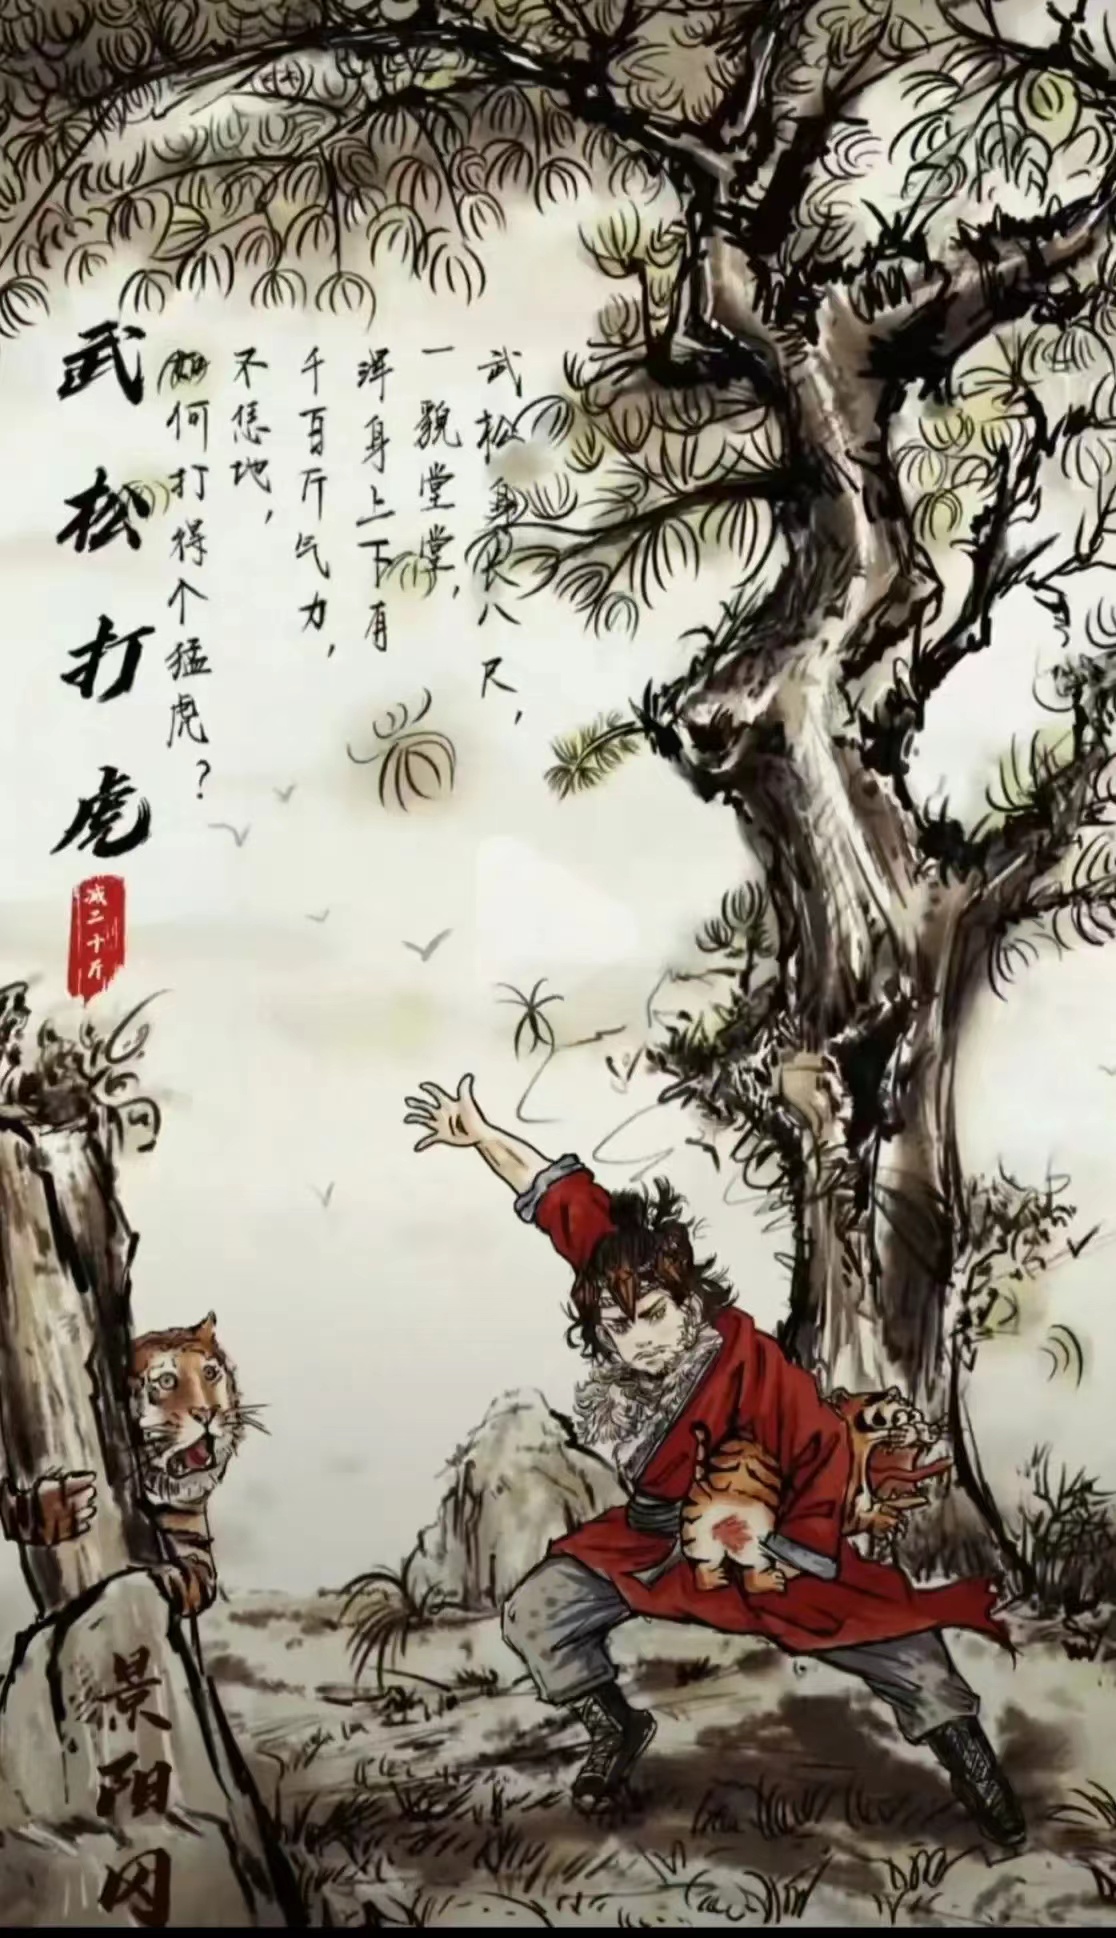 武松身长八尺，
一貌堂堂，
浑身上下有
千百斤气力，
不恁地，
何打得个猛虎？
武松打虎
减二十斤
景阳冈